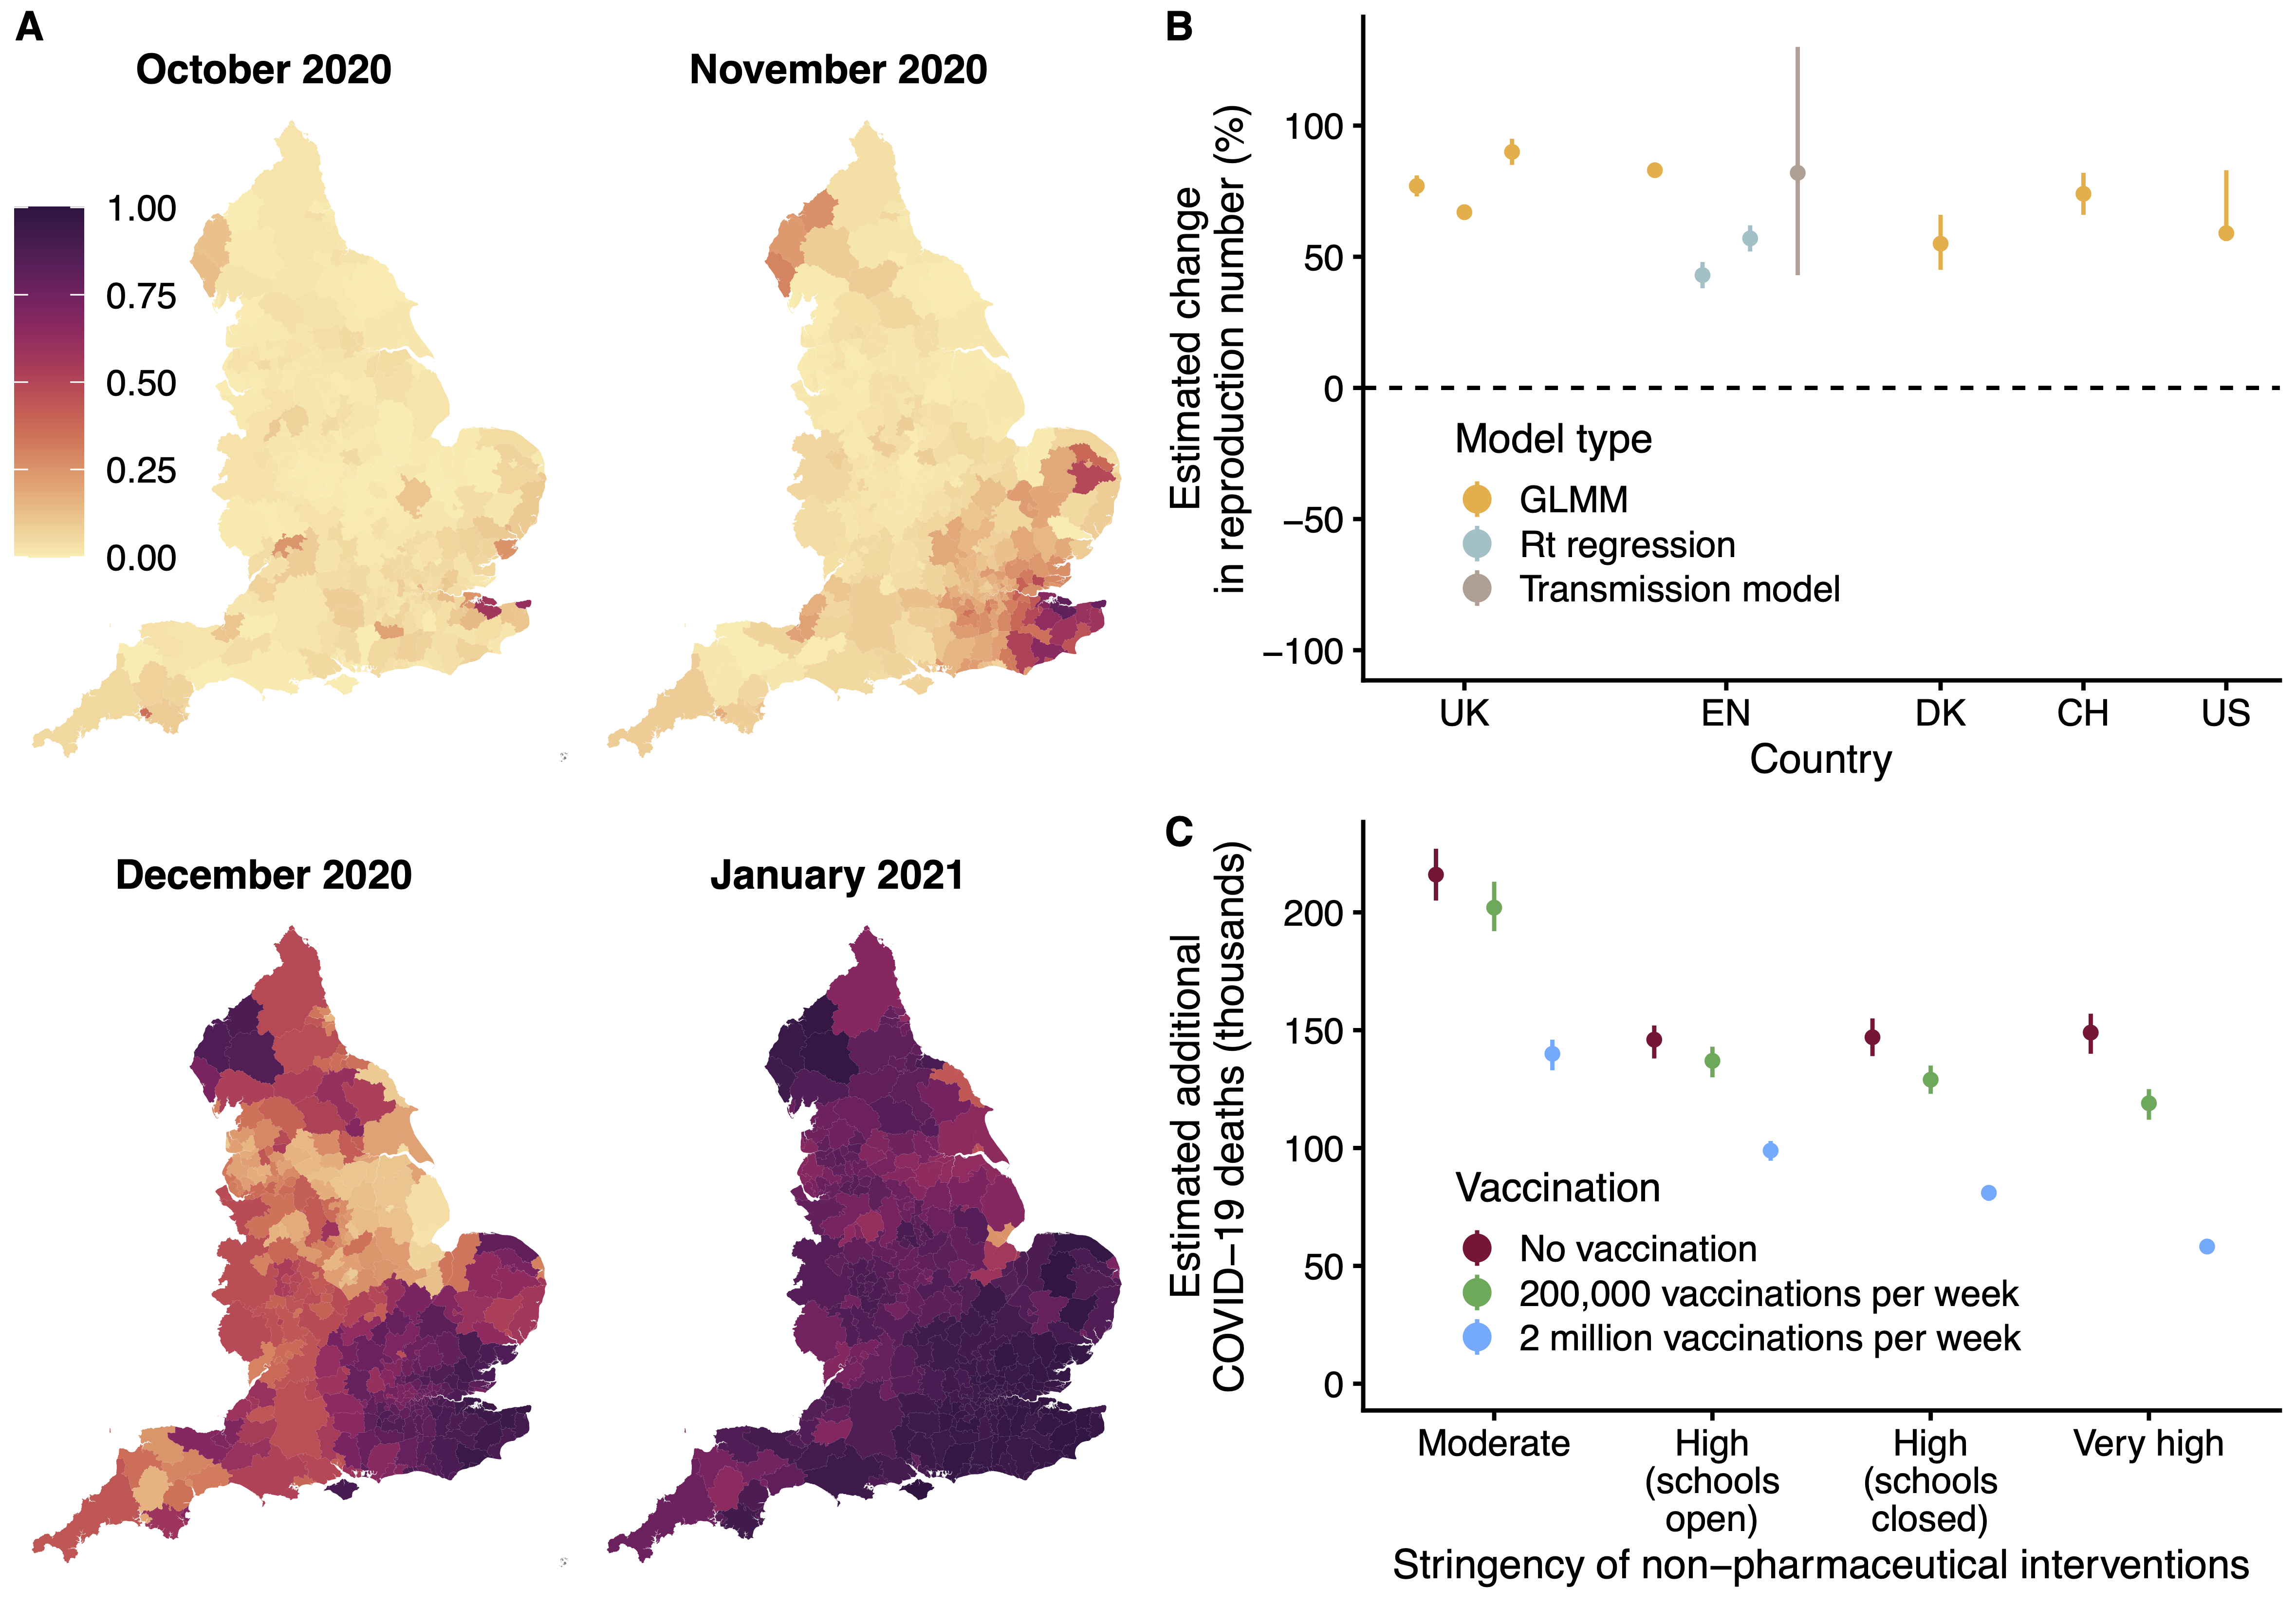 A
October 2020
November 2020
1.00
0.75
0.50
0.25
0.00
December 2020
January 2021
B
Estimated change
in reproduction number (%)
100
50
0
−50
−100
Model type
GLMM
Rt regression
Transmission model
UK
EN
DK
CH
US
Country
C
Estimated additional
COVID−19 deaths (thousands)
200
150
100
50
0
Vaccination
No vaccination
200,000 vaccinations per week
2 million vaccinations per week
Moderate
High
(schools
open)
High
(schools
closed)
Very high
Stringency of non−pharmaceutical interventions